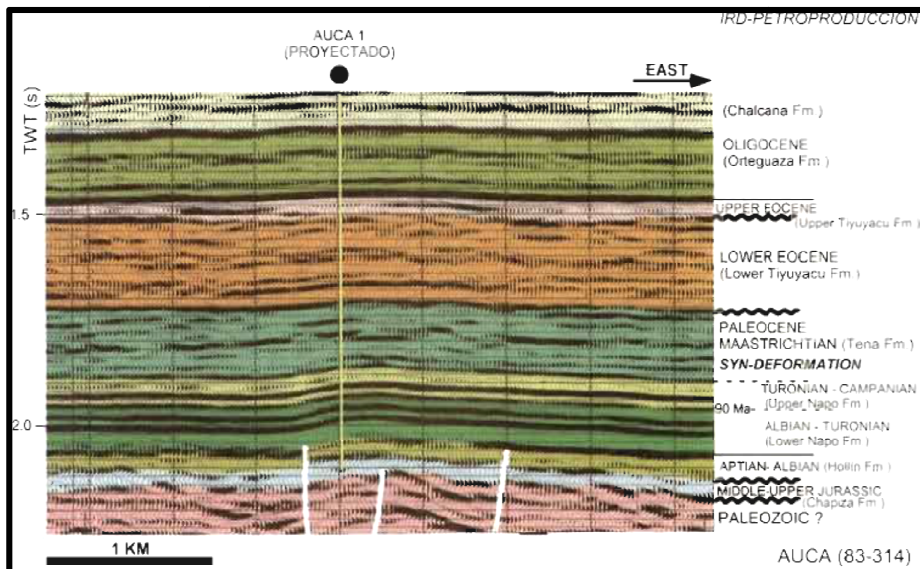 IRD-PETROPRODUCCION
AUCA 1
(PROYECTADO)
EAST
TWT (s)
(Chalcana Fm.)
OLIGOCENE
(Orteguaza Fm )
1.5
UPPER EOCENE
(Upper Tiyuyacu Fm )
LOWER EOCENE
(Lower Tiyuyacu Fm )
PALEOCENE
MAASTRICHTIAN (Tena Fm )
SYN-DEFORMATION
TURONIAN - CAMPANIAN
(Upper Napo Fm )
90 Ma
2.0
ALBIAN - TURONIAN
(Lower Napo Fm )
APTIAN- ALBIAN (Hollin Fm )
MIDDLE-UPPER JURASSIC
(Chapiza Fm )
PALEOZOIC ?
1 KM
AUCA (83-314)